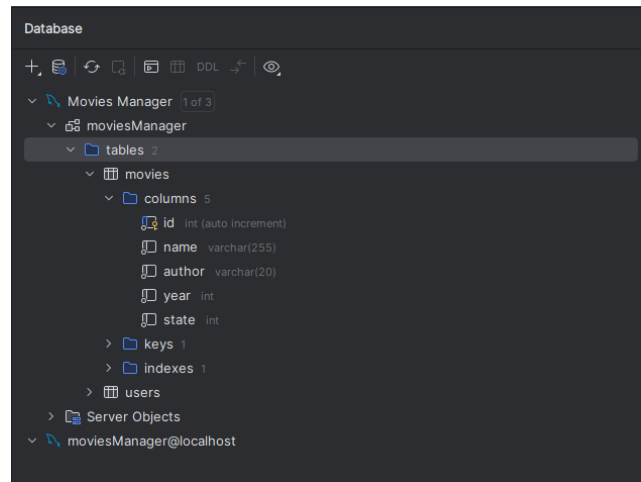 Database
DDL
Movies Manager 1 of 3
moviesManager
tables 2
movies
columns 5
id int (auto increment)
name varchar(255)
author varchar(20)
year int
state int
keys 1
indexes 1
users
Server Objects
moviesManager@localhost